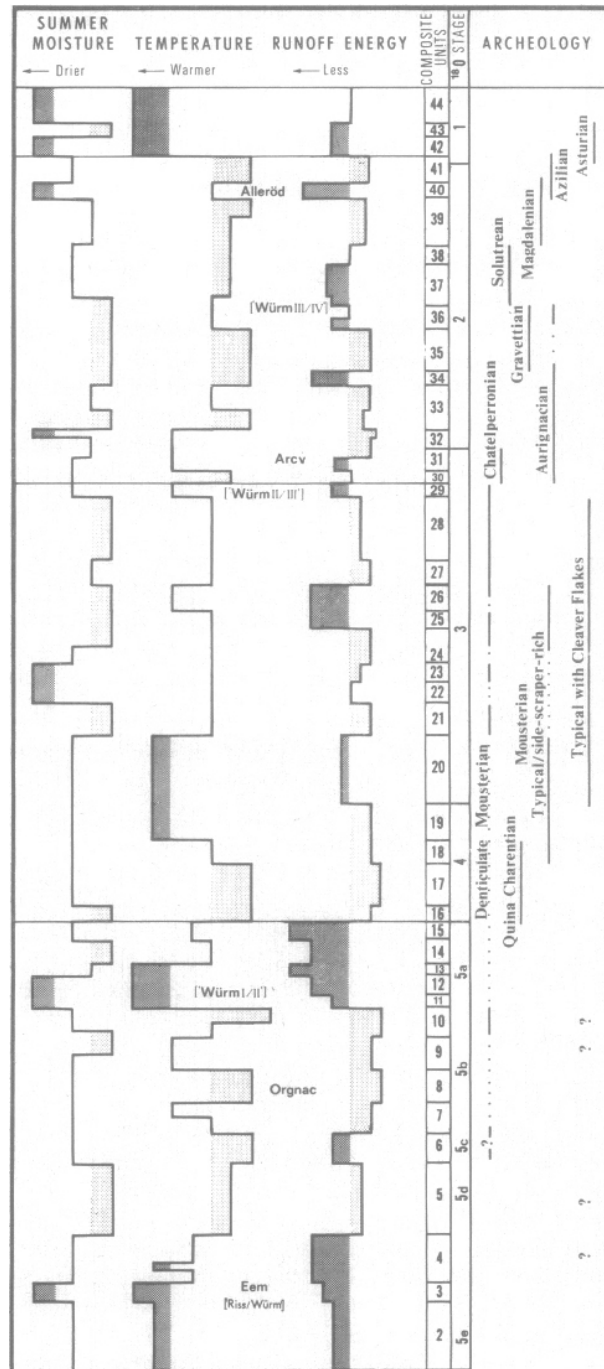 SUMMER
MOISTURE
TEMPERATURE
RUNOFF ENERGY
COMPOSITE
UNITS
18O STAGE
ARCHEOLOGY
← Drier
← Warmer
← Less
44
43
42
1
41
Alleröd
40
39
38
37
['Würm III/IV']
36
2
35
34
33
32
Arcy
31
30
['Würm II/III']
29
28
27
26
25
3
24
23
22
21
20
19
18
4
17
16
15
14
5a
13
12
['Würm I/II']
11
10
9
5b
8
Orgnac
7
6
5c
5
5d
4
Eem
[Riss/Würm]
3
2
5e
Asturian
Azilian
Magdalenian
Solutrean
Gravettian
Aurignacian
Chatelperronian
Typical with Cleaver Flakes
Mousterian
Typical/side-scraper-rich
Denticulate Mousterian
Quina Charentian
?
?
?
?
?